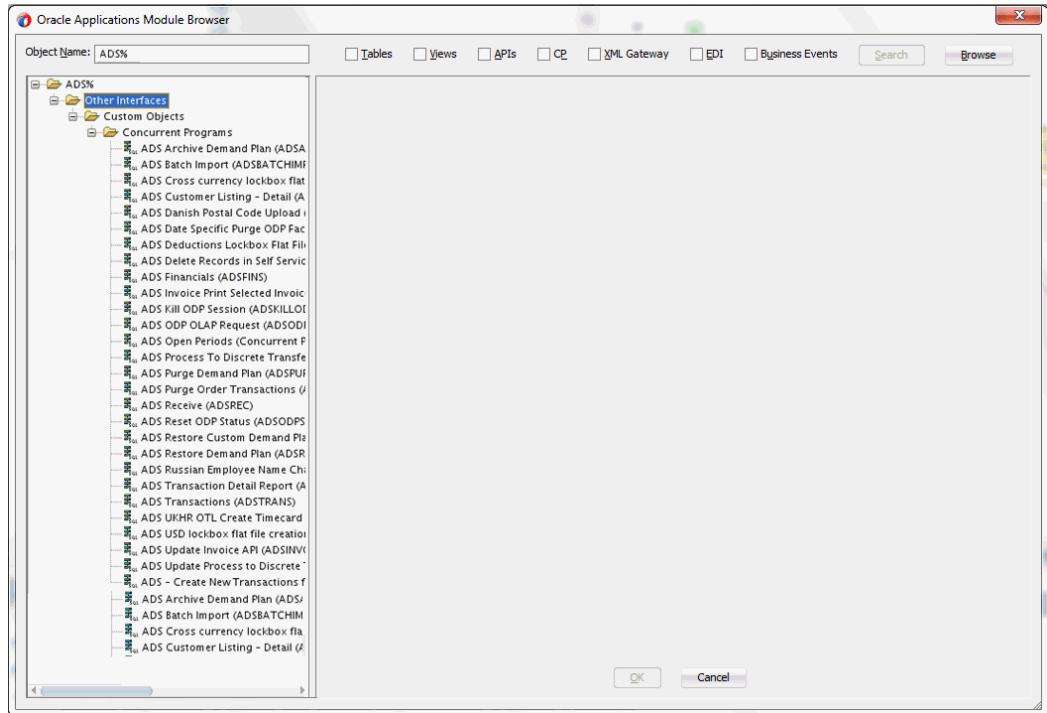 Oracle Applications Module Browser
Object Name: ADS% Tables Views APIs CP XML Gateway EDI Business Events Search Browse
ADS%
Other Interfaces
Custom Objects
Concurrent Programs
ADS Archive Demand Plan (ADSA
ADS Batch Import (ADSBATCHIMF
ADS Cross currency lockbox flat
ADS Customer Listing - Detail (A
ADS Danish Postal Code Upload (
ADS Date Specific Purge ODP Fac
ADS Deductions Lockbox Flat File
ADS Delete Records in Self Servic
ADS Financials (ADSFINS)
ADS Invoice Print Selected Invoic
ADS Kill ODP Session (ADSKILLOD
ADS ODP OLAP Request (ADSODI
ADS Open Periods (Concurrent P
ADS Process To Discrete Transfe
ADS Purge Demand Plan (ADSPUF
ADS Purge Order Transactions (A
ADS Receive (ADSREC)
ADS Reset ODP Status (ADSODPS
ADS Restore Custom Demand Pla
ADS Restore Demand Plan (ADSR
ADS Russian Employee Name Cha
ADS Transaction Detail Report (A
ADS Transactions (ADSTRANS)
ADS UKHR OTL Create Timecard
ADS USD lockbox flat file creation
ADS Update Invoice API (ADSINV
ADS Update Process to Discrete
ADS - Create New Transactions f
ADS Archive Demand Plan (ADS
ADS Batch Import (ADSBATCHIM
ADS Cross currency lockbox fla
ADS Customer Listing - Detail (A
OK Cancel